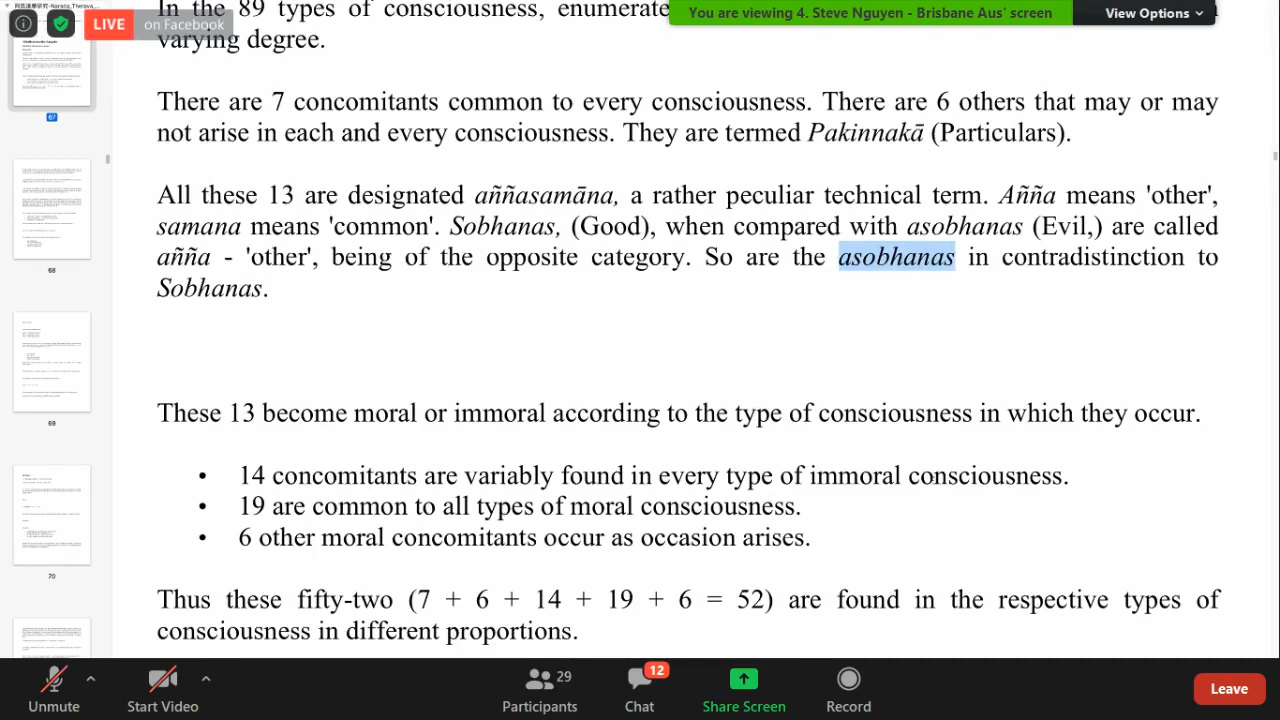 In the 89 types of consciousness, enumerate
LIVE on Facebook
You are viewing 4. Steve Nguyen - Brisbane Aus' screen
View Options
varying degree.
There are 7 concomitants common to every consciousness. There are 6 others that may or may
not arise in each and every consciousness. They are termed Pakinnakā (Particulars).
All these 13 are designated aññasamāna, a rather peculiar technical term. Añña means 'other',
samana means 'common'. Sobhanas, (Good), when compared with asobhanas (Evil,) are called
añña - 'other', being of the opposite category. So are the asobhanas in contradistinction to
Sobhanas.
These 13 become moral or immoral according to the type of consciousness in which they occur.
• 14 concomitants are variably found in every type of immoral consciousness.
• 19 are common to all types of moral consciousness.
• 6 other moral concomitants occur as occasion arises.
Thus these fifty-two (7 + 6 + 14 + 19 + 6 = 52) are found in the respective types of
consciousness in different proportions.
67
68
69
70
Unmute
Start Video
Participants 29
Chat 12
Share Screen
Record
Leave